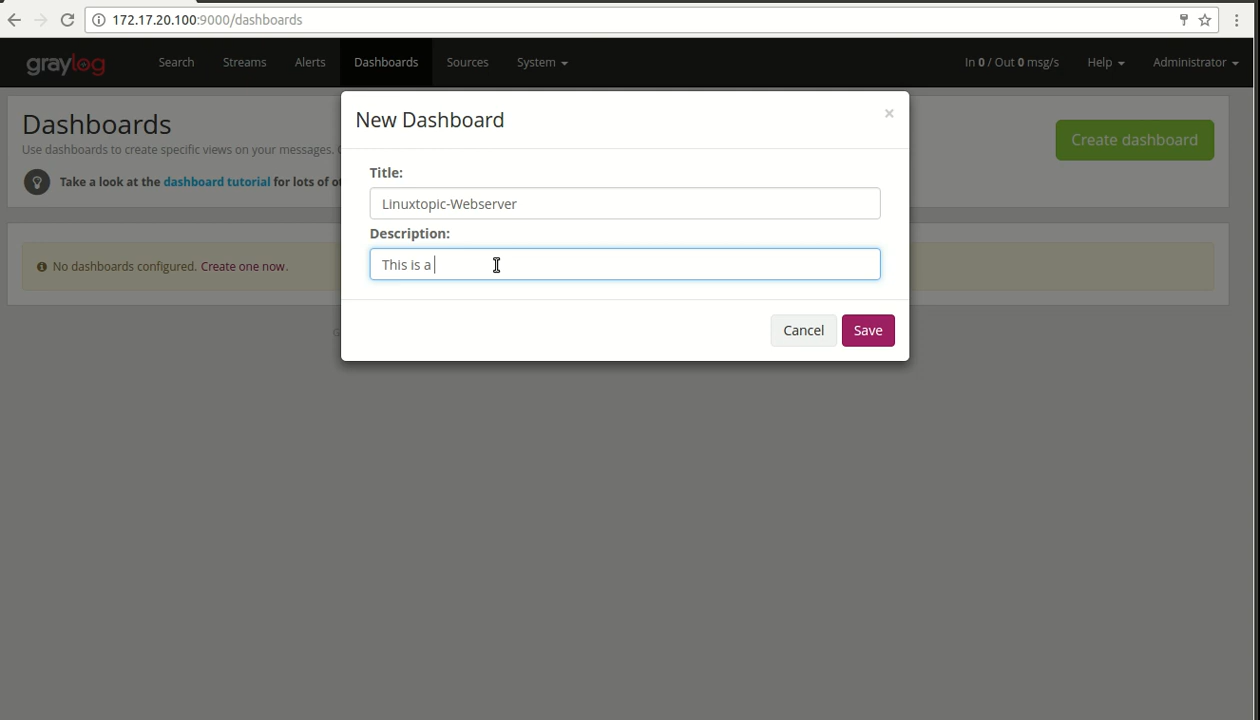 172.17.20.100:9000/dashboards
graylog
Search
Streams
Alerts
Dashboards
Sources
System
In 0 / Out 0 msg/s
Help
Administrator
New Dashboard
×
Dashboards
Use dashboards to create specific views on your messages.
Create dashboard
Take a look at the dashboard tutorial for lots of
Title:
Linuxtopic-Webserver
Description:
This is a
No dashboards configured. Create one now.
Cancel
Save